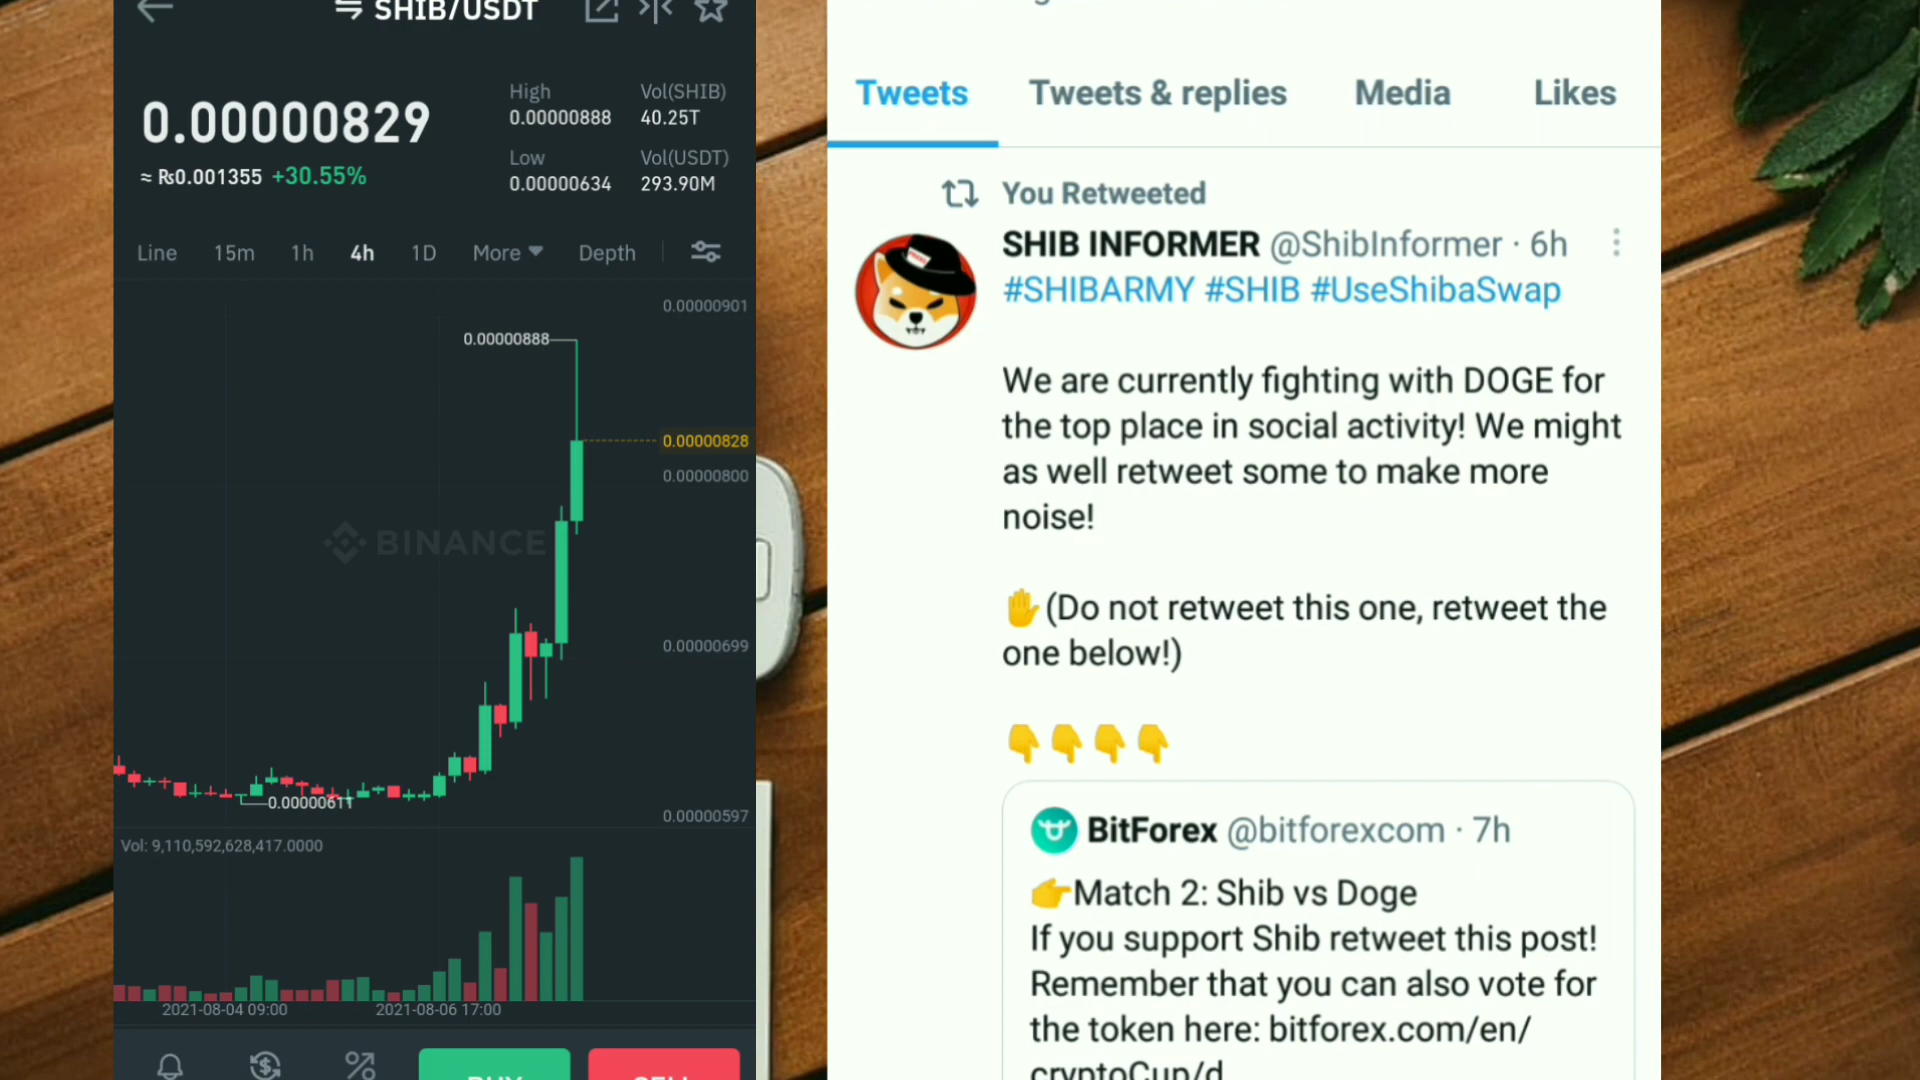 SHIB/USDT
0.00000829
≈ ₨0.001355 +30.55%
High
0.00000888
Low
0.00000634
Vol(SHIB)
40.25T
Vol(USDT)
293.90M
Line 15m 1h 4h 1D More Depth
0.00000901
0.00000888
0.00000828
0.00000800
BINANCE
0.00000699
0.00000611
0.00000597
Vol: 9,110,592,628,417.0000
2021-08-04 09:00
2021-08-06 17:00
BUY
SELL
Tweets Tweets & replies Media Likes
You Retweeted
SHIB INFORMER @ShibInformer · 6h
#SHIBARMY #SHIB #UseShibaSwap
We are currently fighting with DOGE for
the top place in social activity! We might
as well retweet some to make more
noise!
✋(Do not retweet this one, retweet the
one below!)
👇👇👇👇
BitForex @bitforexcom · 7h
👉Match 2: Shib vs Doge
If you support Shib retweet this post!
Remember that you can also vote for
the token here: bitforex.com/en/
cryptoCup/d